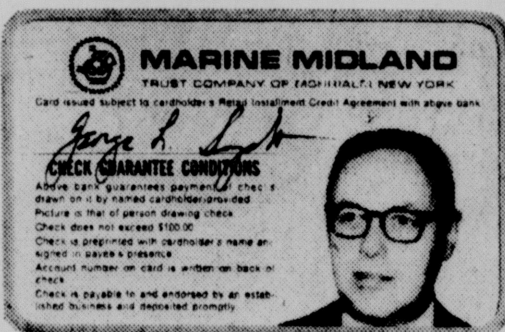 MARINE MIDLAND
TRUST COMPANY OF NEW YORK
Card issued subject to cardholder's Retail Installment Credit Agreement with above bank
George L.
CHECK GUARANTEE CONDITIONS
Above bank guarantees payment of checks
drawn on it by named cardholder provided
Picture is that of person drawing check
Check does not exceed $100.00
Check is preprinted with cardholder's name and
signed in payee's presence
Account number on card is written on back of
check
Check is payable to and endorsed by an estab-
lished business and deposited promptly